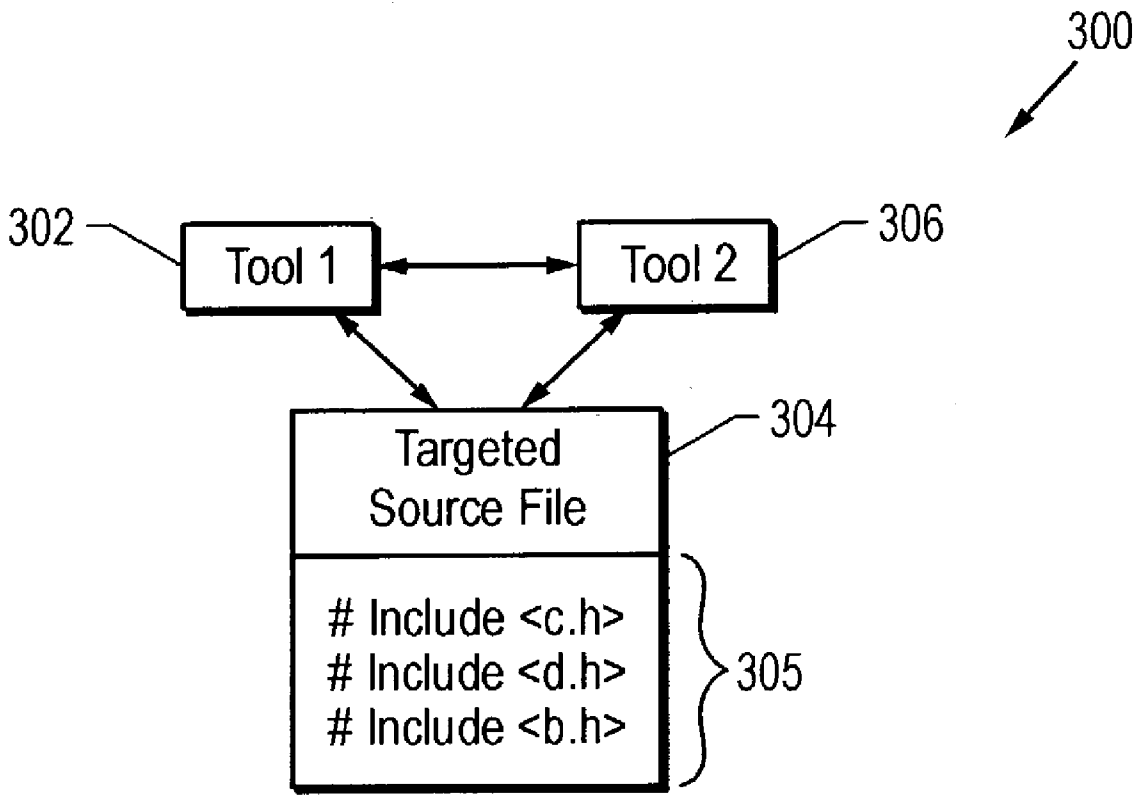 300
302
Tool 1
Tool 2
306
Targeted
Source File
304
# Include <c.h>
# Include <d.h>
# Include <b.h>
305